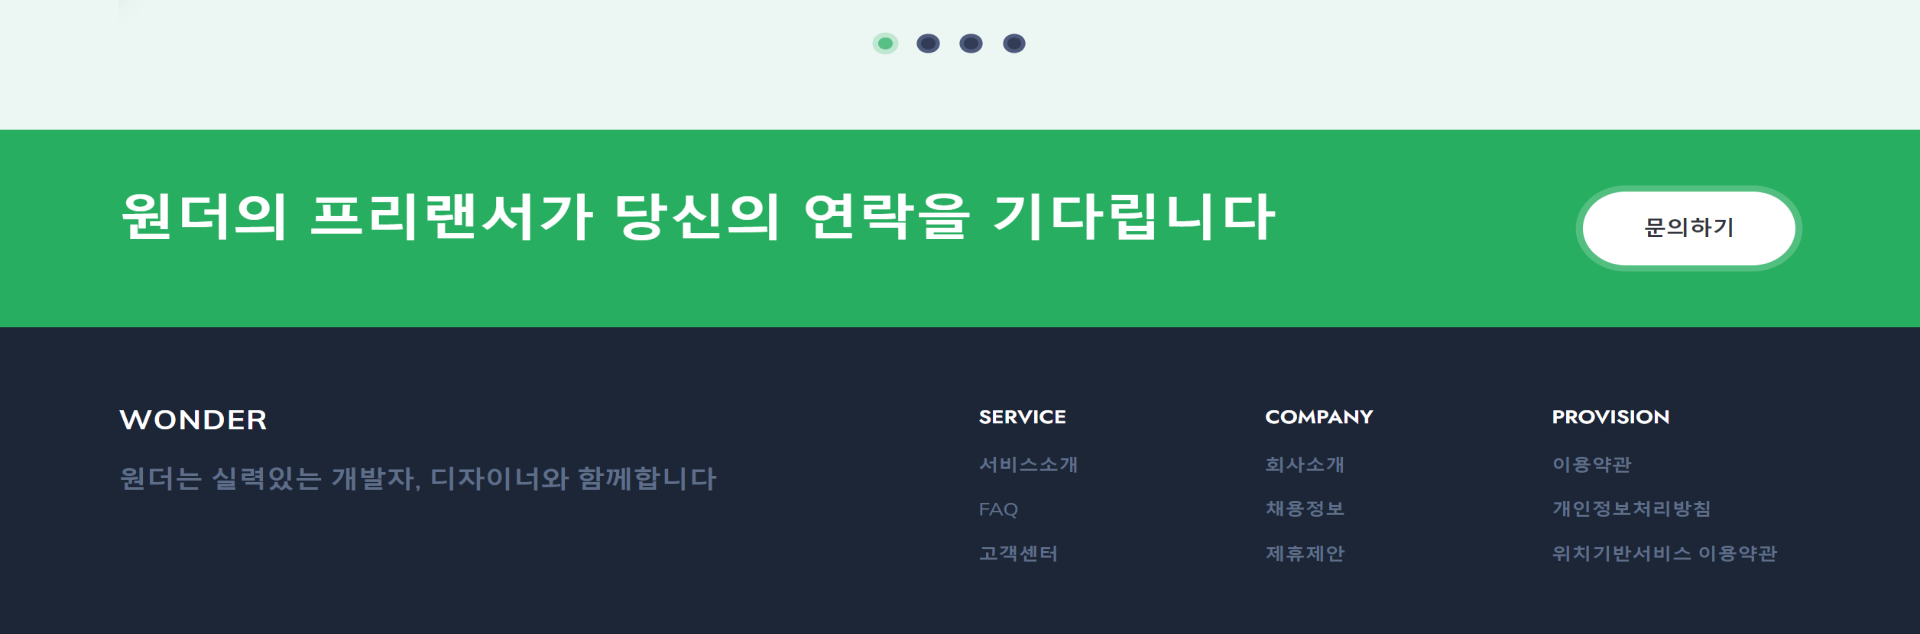 원더의 프리랜서가 당신의 연락을 기다립니다
문의하기
WONDER
원더는 실력있는 개발자, 디자이너와 함께합니다
SERVICE
서비스소개
FAQ
고객센터
COMPANY
회사소개
채용정보
제휴제안
PROVISION
이용약관
개인정보처리방침
위치기반서비스 이용약관